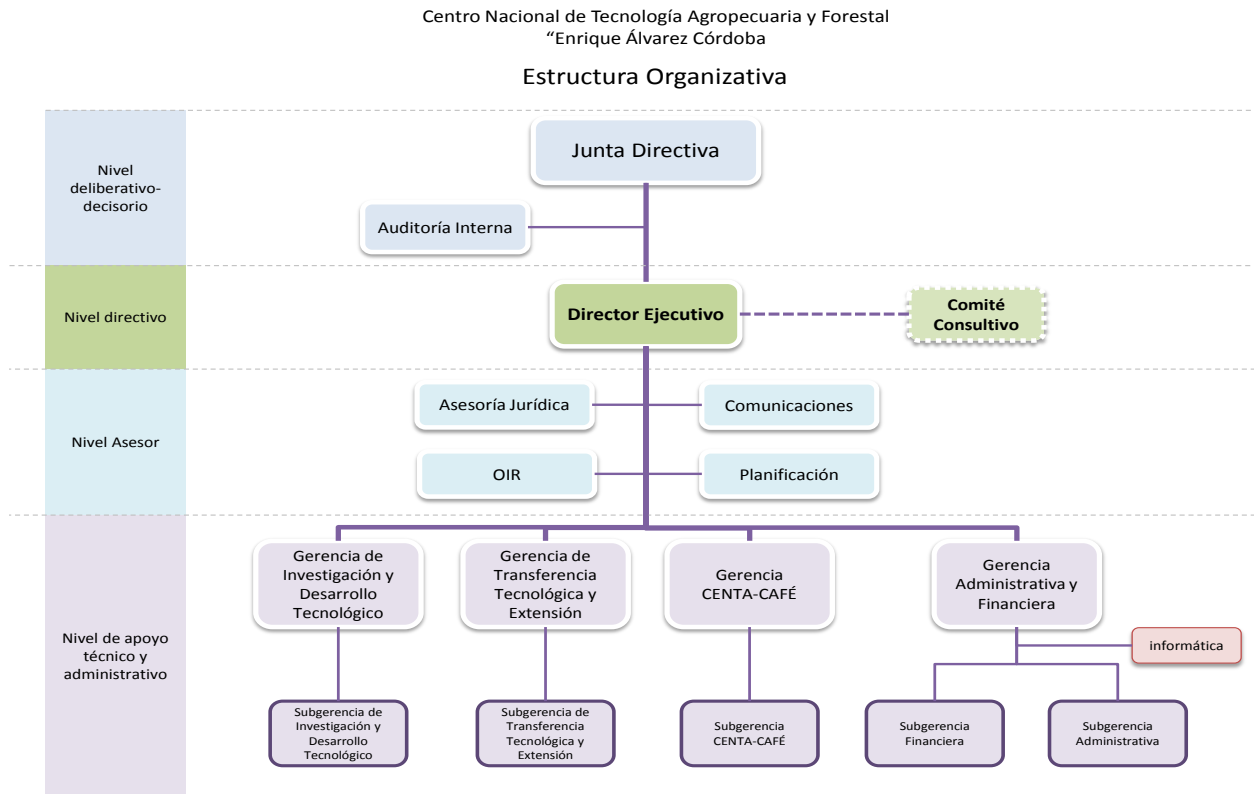 Centro Nacional de Tecnología Agropecuaria y Forestal
“Enrique Álvarez Córdoba
Estructura Organizativa
Nivel
deliberativo-
decisorio
Junta Directiva
Auditoría Interna
Nivel directivo
Director Ejecutivo
Comité
Consultivo
Nivel Asesor
Asesoría Jurídica
Comunicaciones
OIR
Planificación
Nivel de apoyo
técnico y
administrativo
Gerencia de
Investigación y
Desarrollo
Tecnológico
Gerencia de
Transferencia
Tecnológica y
Extensión
Gerencia
CENTA-CAFÉ
Gerencia
Administrativa y
Financiera
informática
Subgerencia de
Investigación y
Desarrollo
Tecnológico
Subgerencia de
Transferencia
Tecnológica y
Extensión
Subgerencia
CENTA-CAFÉ
Subgerencia
Financiera
Subgerencia
Administrativa